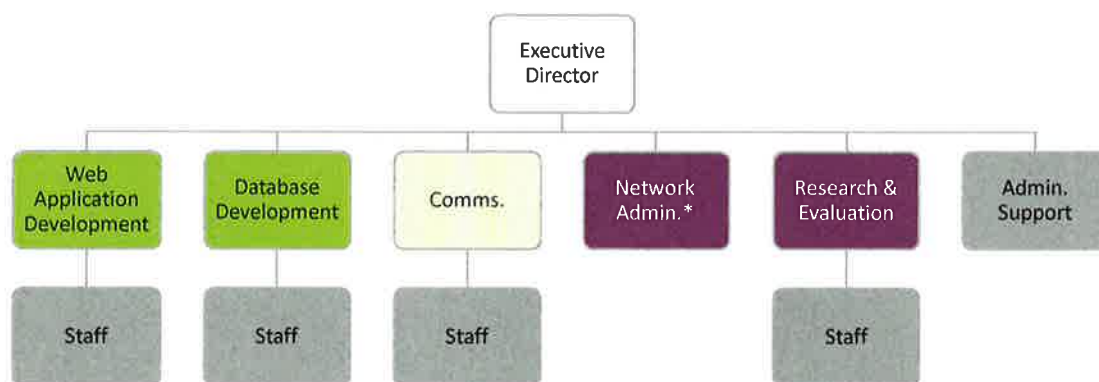 Executive
Director
Web
Application
Development
Database
Development
Comms.
Network
Admin.*
Research &
Evaluation
Admin.
Support
Staff
Staff
Staff
Staff